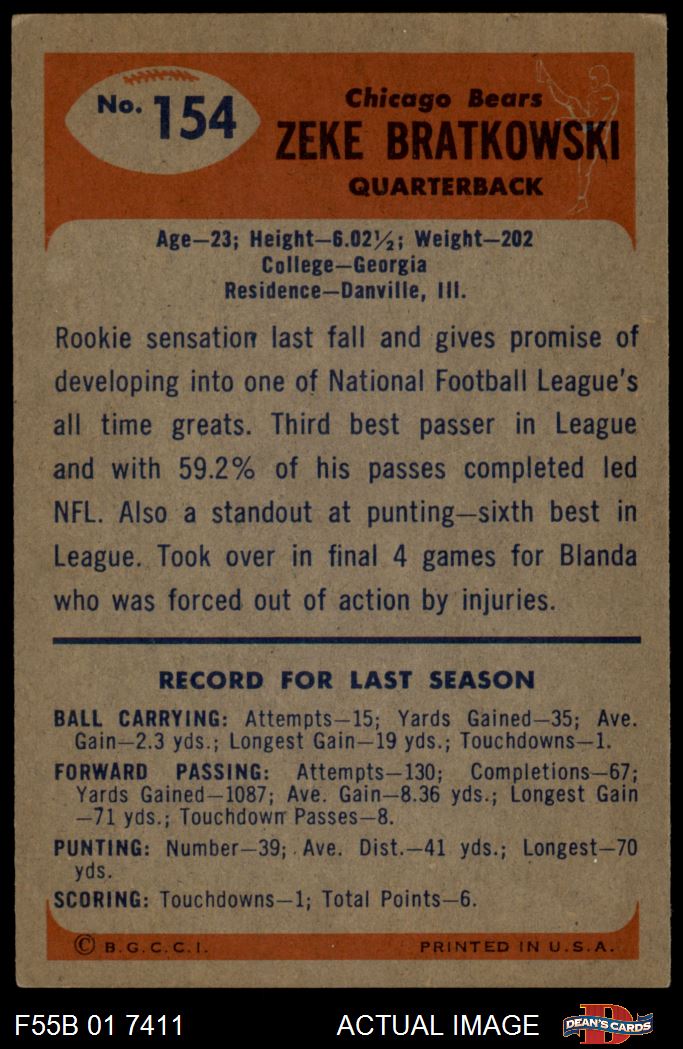 No. 154
Chicago Bears
ZEKE BRATKOWSKI
QUARTERBACK
Age—23; Height—6.02½; Weight—202
College—Georgia
Residence—Danville, Ill.
Rookie sensation last fall and gives promise of
developing into one of National Football League's
all time greats. Third best passer in League
and with 59.2% of his passes completed led
NFL. Also a standout at punting—sixth best in
League. Took over in final 4 games for Blanda
who was forced out of action by injuries.
RECORD FOR LAST SEASON
BALL CARRYING: Attempts—15; Yards Gained—35; Ave.
Gain—2.3 yds.; Longest Gain—19 yds.; Touchdowns—1.
FORWARD PASSING: Attempts—130; Completions—67;
Yards Gained—1087; Ave. Gain—8.36 yds.; Longest Gain
—71 yds.; Touchdown Passes—8.
PUNTING: Number—39; Ave. Dist.—41 yds.; Longest—70
yds.
SCORING: Touchdowns—1; Total Points—6.
© B.G.C.C.I. PRINTED IN U.S.A.
F55B 01 7411 ACTUAL IMAGE D DEAN'S CARDS